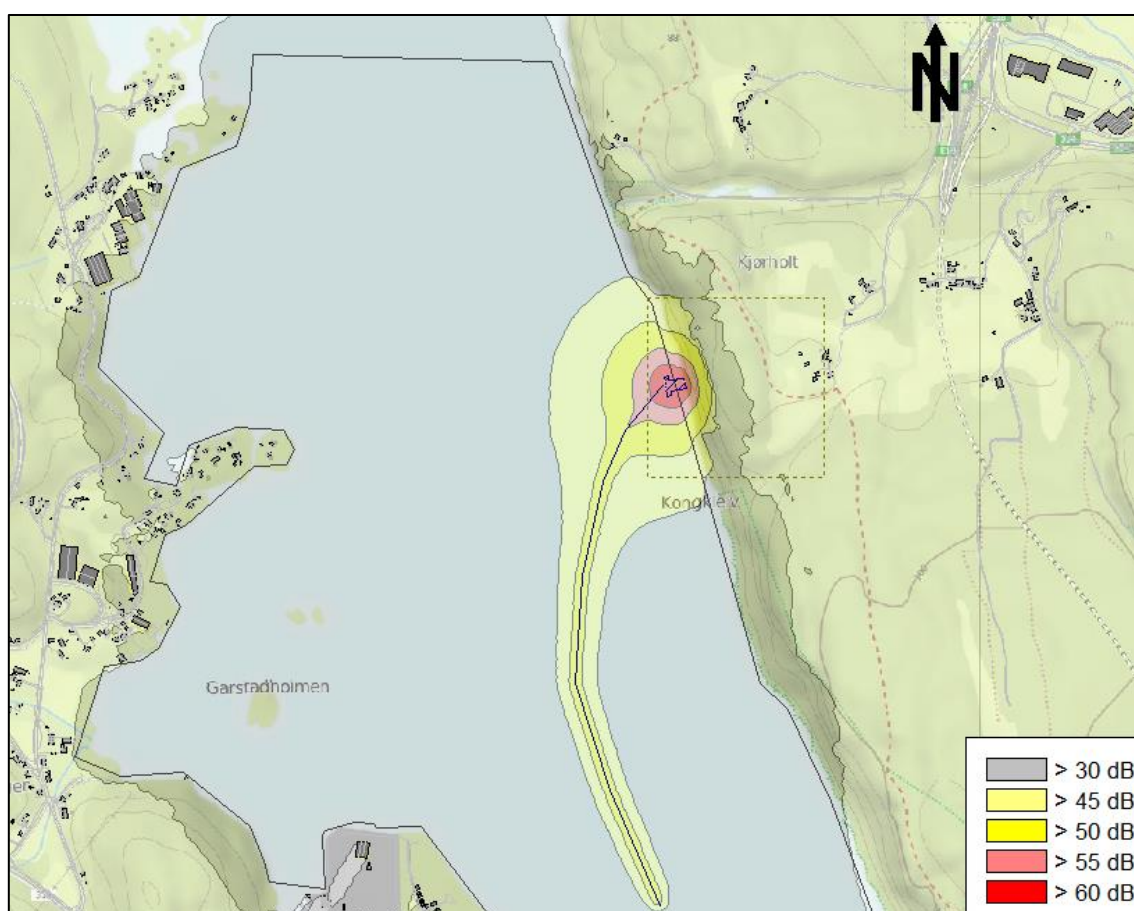 N
Kjørholt
Kongkleiv
Garstadholmen
> 30 dB
> 45 dB
> 50 dB
> 55 dB
> 60 dB